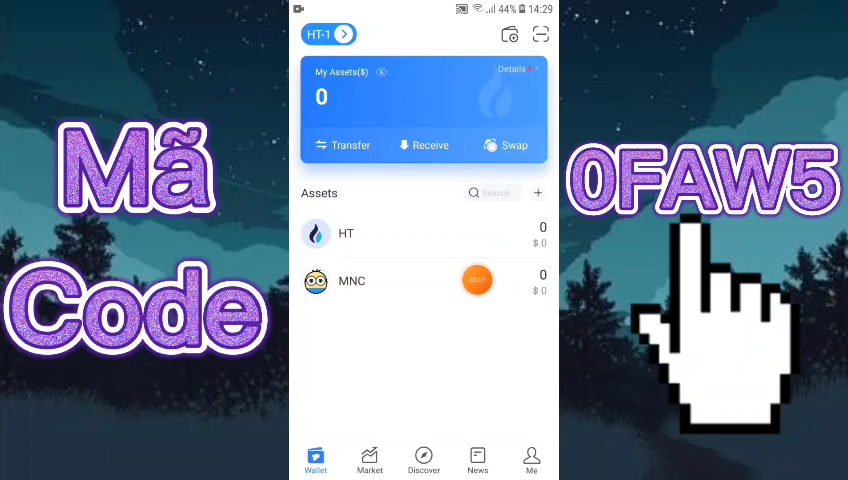 44% 14:29
HT-1
My Assets($)
Details
0
Transfer
Receive
Swap
Assets
Search
HT
0
$ 0
MNC
0
$ 0
Wallet
Market
Discover
News
Me
Mã
Code
0FAW5